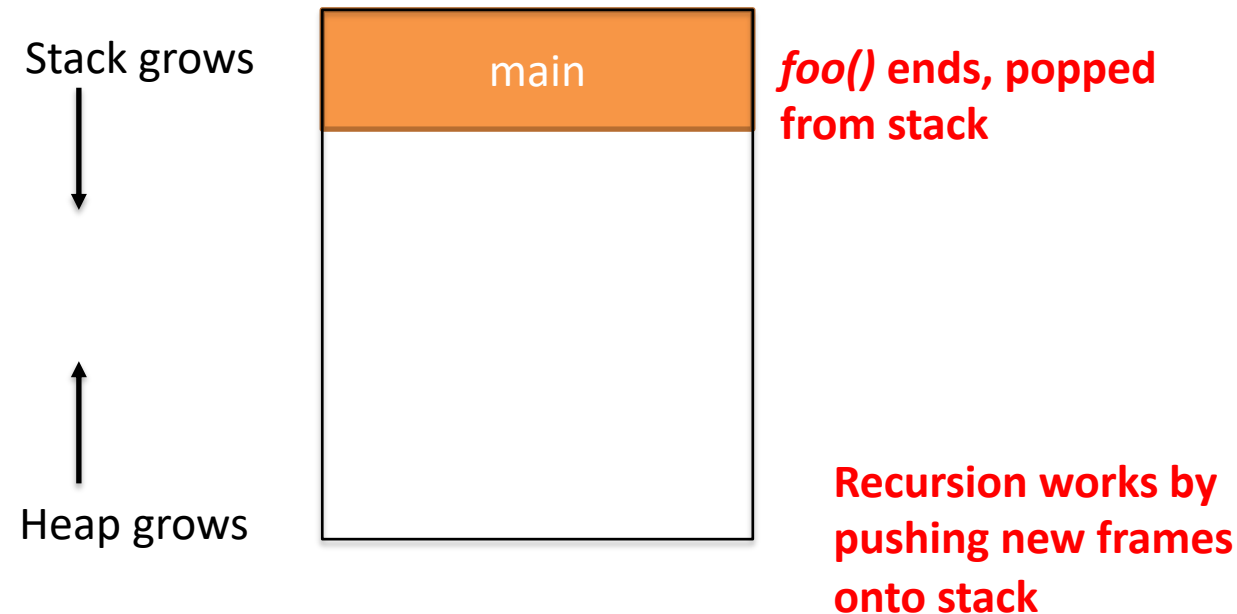 Stack grows
main
foo() ends, popped
from stack
Heap grows
Recursion works by
pushing new frames
onto stack